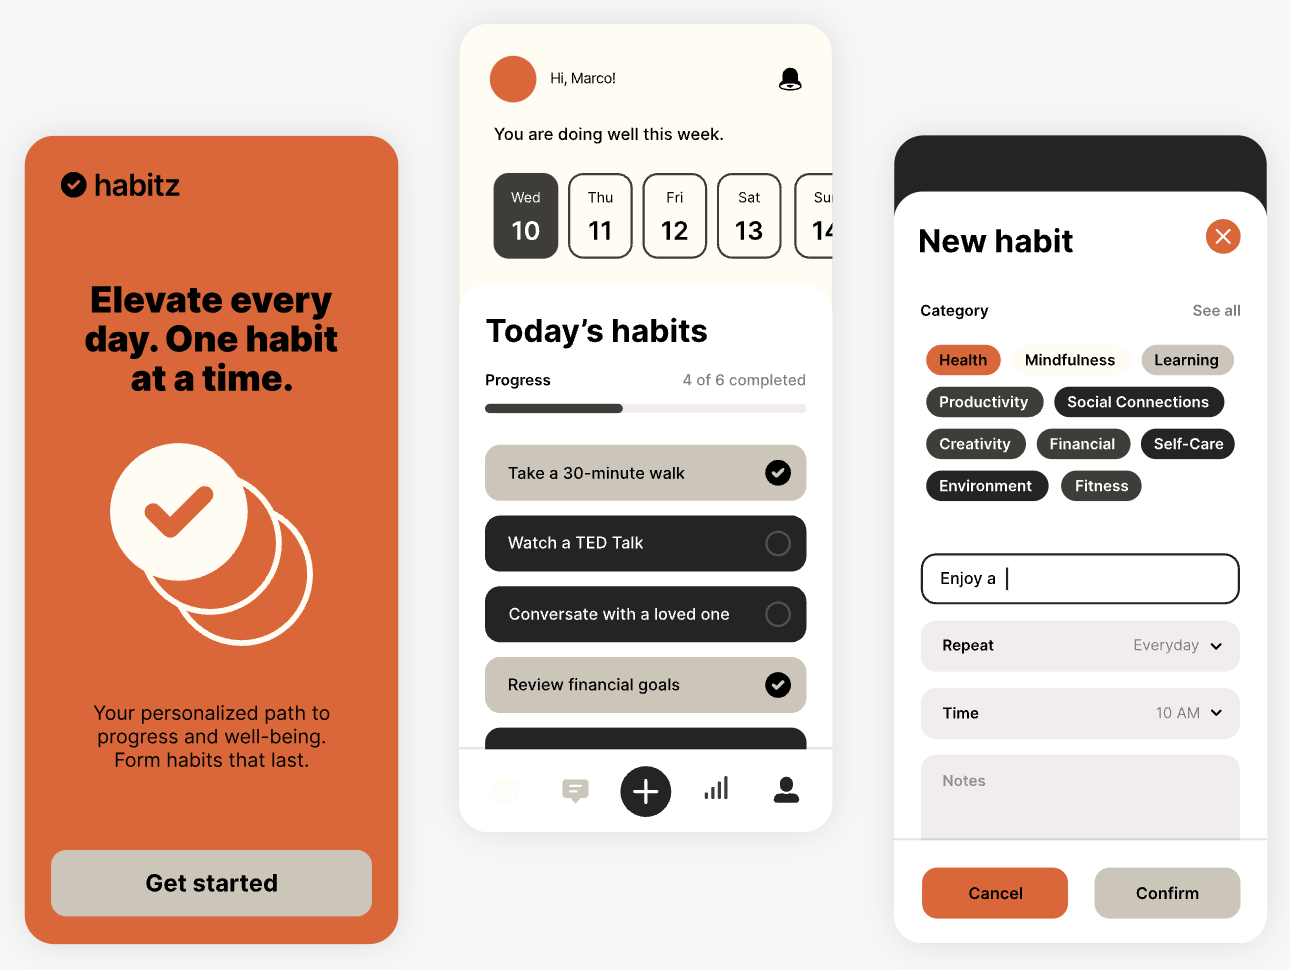 habitz
Elevate every
day. One habit
at a time.
Your personalized path to
progress and well-being.
Form habits that last.
Get started
Hi, Marco!
You are doing well this week.
Wed Thu Fri Sat Sun
10 11 12 13 14
Today’s habits
Progress 4 of 6 completed
Take a 30-minute walk
Watch a TED Talk
Conversate with a loved one
Review financial goals
New habit
Category See all
Health Mindfulness Learning
Productivity Social Connections
Creativity Financial Self-Care
Environment Fitness
Enjoy a
Repeat Everyday
Time 10 AM
Notes
Cancel Confirm